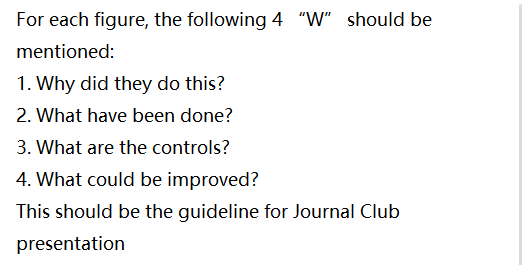 For each figure, the following 4 “W” should be
mentioned:
1. Why did they do this?
2. What have been done?
3. What are the controls?
4. What could be improved?
This should be the guideline for Journal Club
presentation